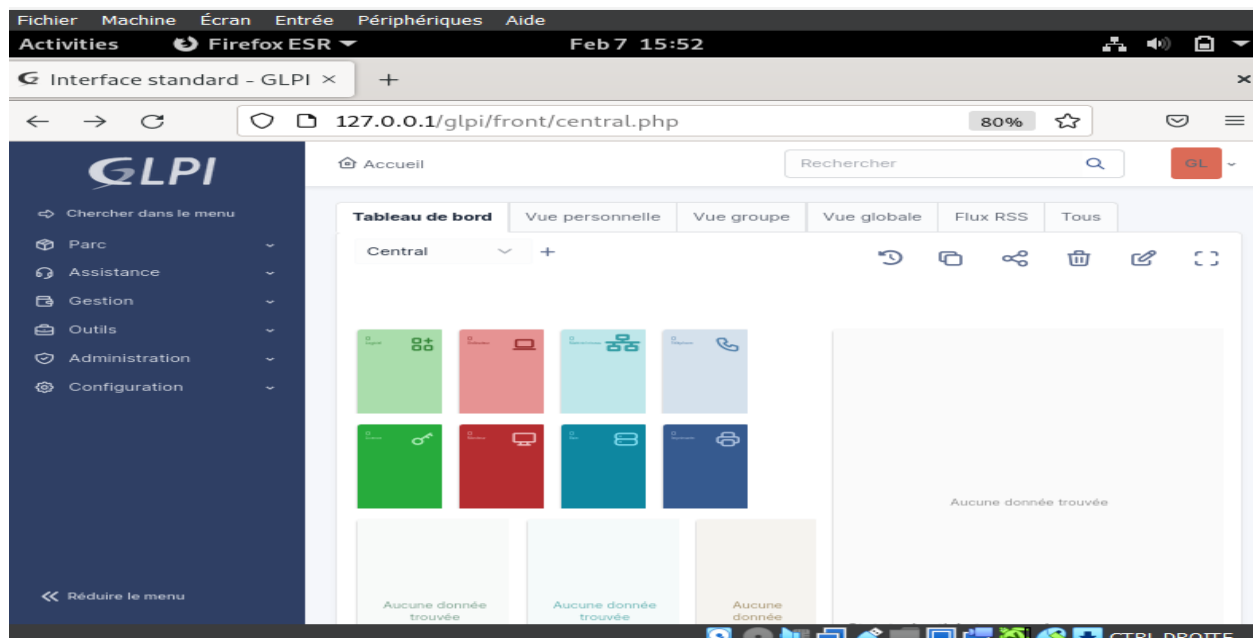 Fichier Machine Écran Entrée Périphériques Aide
Activities Firefox ESR Feb 7 15:52
Interface standard - GLPI × +
127.0.0.1/glpi/front/central.php 80%
GLPI
Accueil Rechercher GL
Chercher dans le menu
Parc
Assistance
Gestion
Outils
Administration
Configuration
Réduire le menu
Tableau de bord Vue personnelle Vue groupe Vue globale Flux RSS Tous
Central +
Aucune donnée trouvée
Aucune donnée trouvée
Aucune donnée trouvée
Aucune donnée
CTRL DROITE